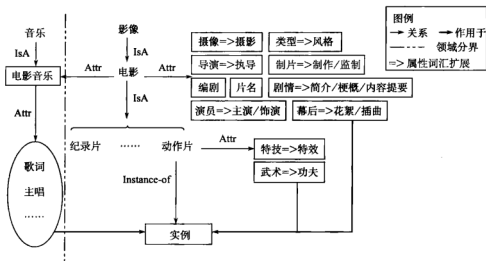 音乐
影像
摄像=>摄影
类型=>风格
图例
关系
作用于
领域分界
=> 属性词汇扩展
IsA
IsA
Attr
Attr
导演=>执导
制片=>制作/监制
电影音乐
电影
编剧
片名
剧情=>简介/梗概/内容提要
IsA
演员=>主演/饰演
幕后=>花絮/插曲
Attr
Attr
纪录片
……
动作片
特技=>特效
歌词
主唱
……
武术=>功夫
Instance-of
实例